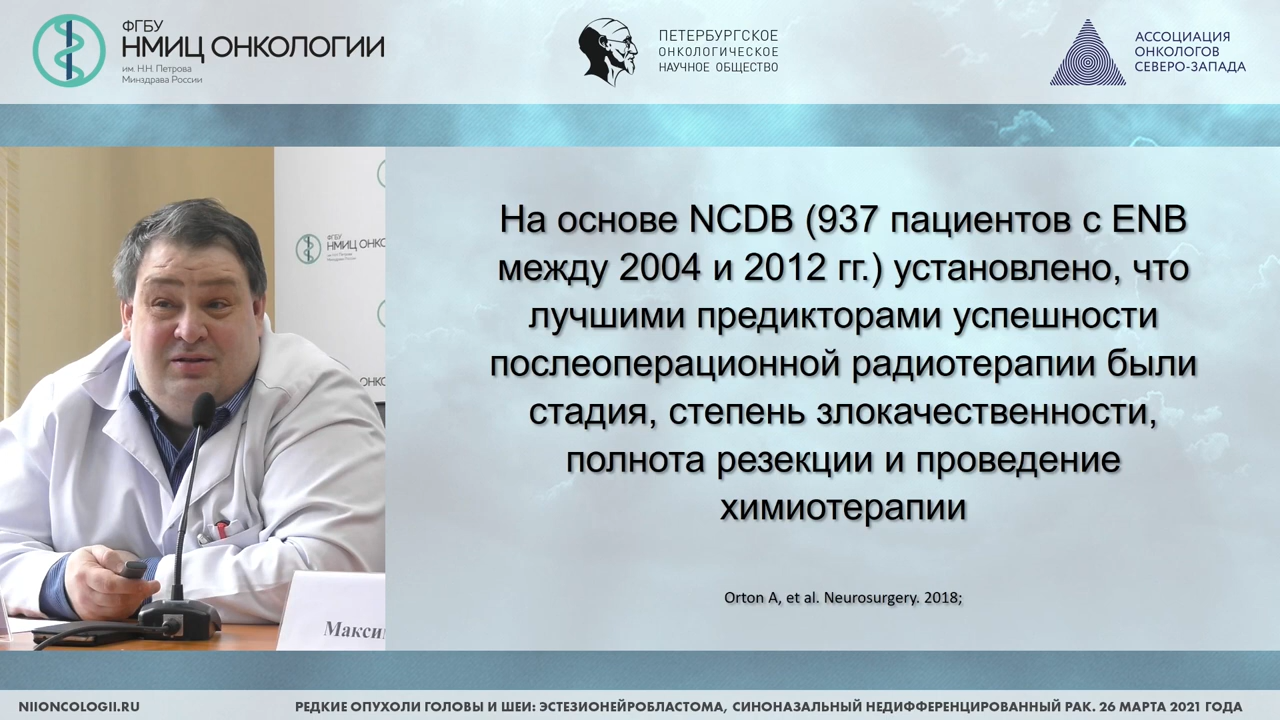 ФГБУ
НМИЦ ОНКОЛОГИИ
им. Н.Н. Петрова
Минздрава России
ПЕТЕРБУРГСКОЕ
ОНКОЛОГИЧЕСКОЕ
НАУЧНОЕ ОБЩЕСТВО
АССОЦИАЦИЯ
ОНКОЛОГОВ
СЕВЕРО-ЗАПАДА
ФГБУ
НМИЦ ОНКО
На основе NCDB (937 пациентов с ENB
между 2004 и 2012 гг.) установлено, что
лучшими предикторами успешности
послеоперационной радиотерапии были
стадия, степень злокачественности,
полнота резекции и проведение
химиотерапии
Orton A, et al. Neurosurgery. 2018;
Макси
NIIONCOLOGII.RU
РЕДКИЕ ОПУХОЛИ ГОЛОВЫ И ШЕИ: ЭСТЕЗИОНЕЙРОБЛАСТОМА, СИНОНАЗАЛЬНЫЙ НЕДИФФЕРЕНЦИРОВАННЫЙ РАК. 26 МАРТА 2021 ГОДА